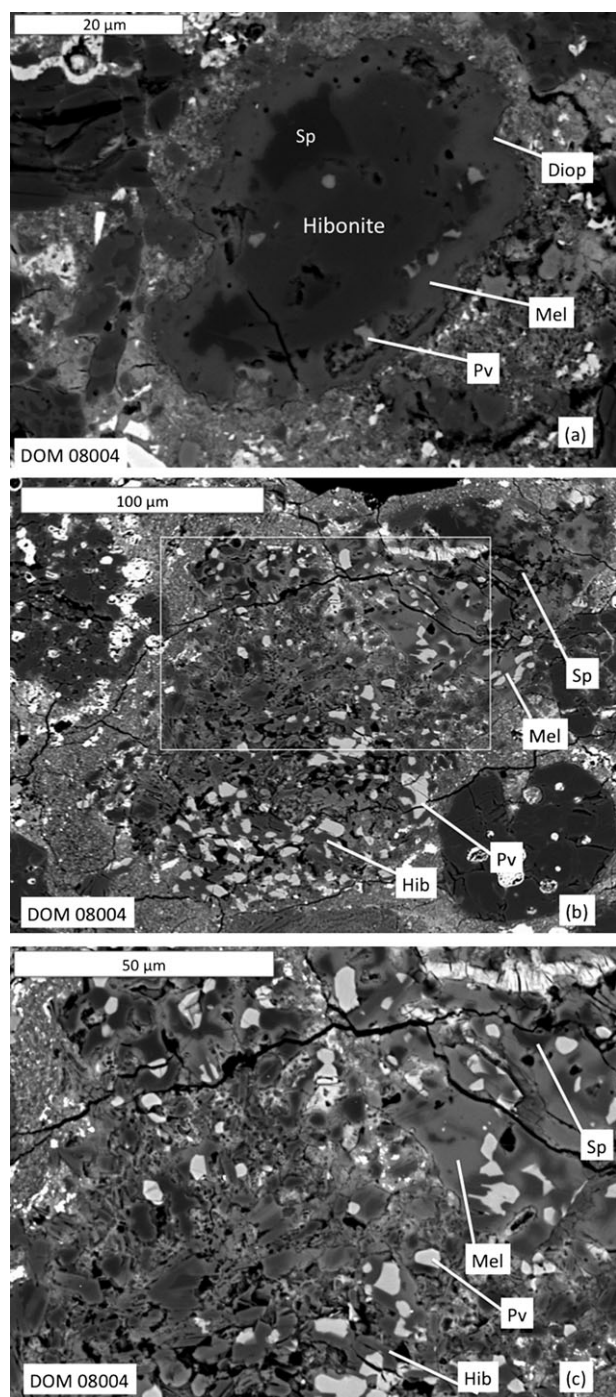 20 µm
Sp
Diop
Hibonite
Mel
Pv
(a)
DOM 08004
100 µm
Sp
Mel
Pv
Hib
DOM 08004
(b)
50 µm
Sp
Mel
Pv
Hib
DOM 08004
(c)